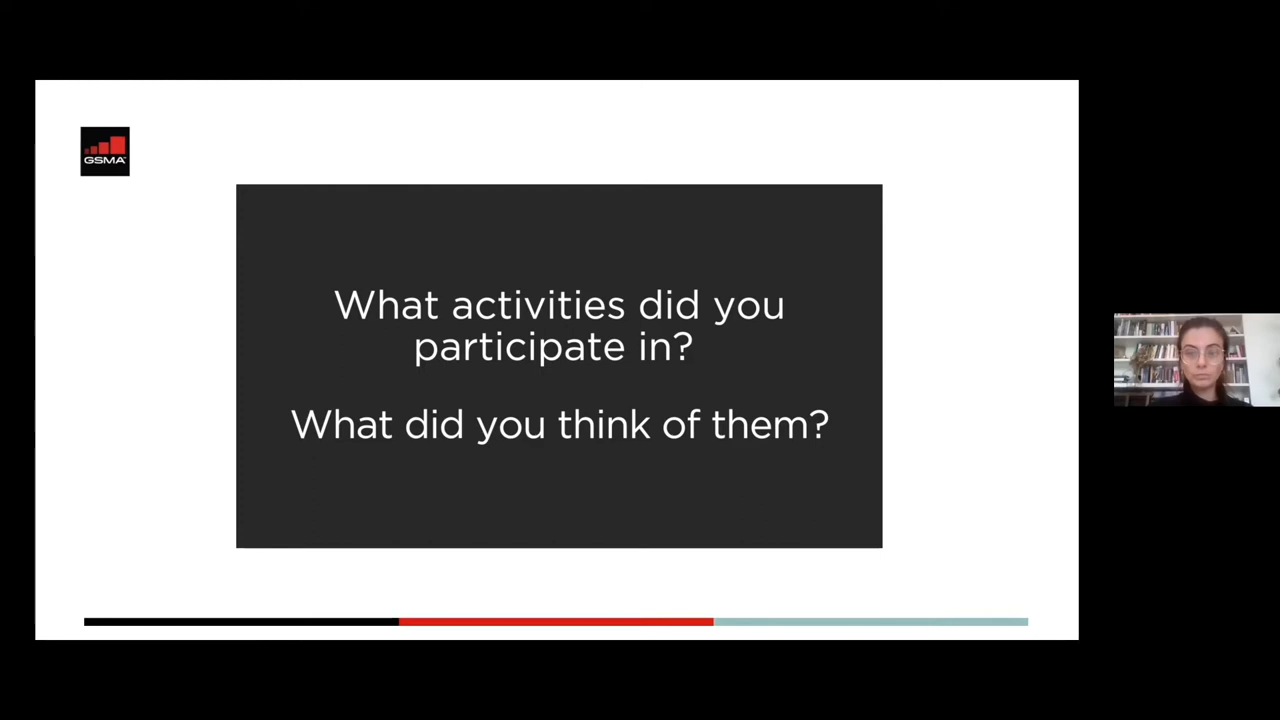 GSMA
What activities did you
participate in?
What did you think of them?